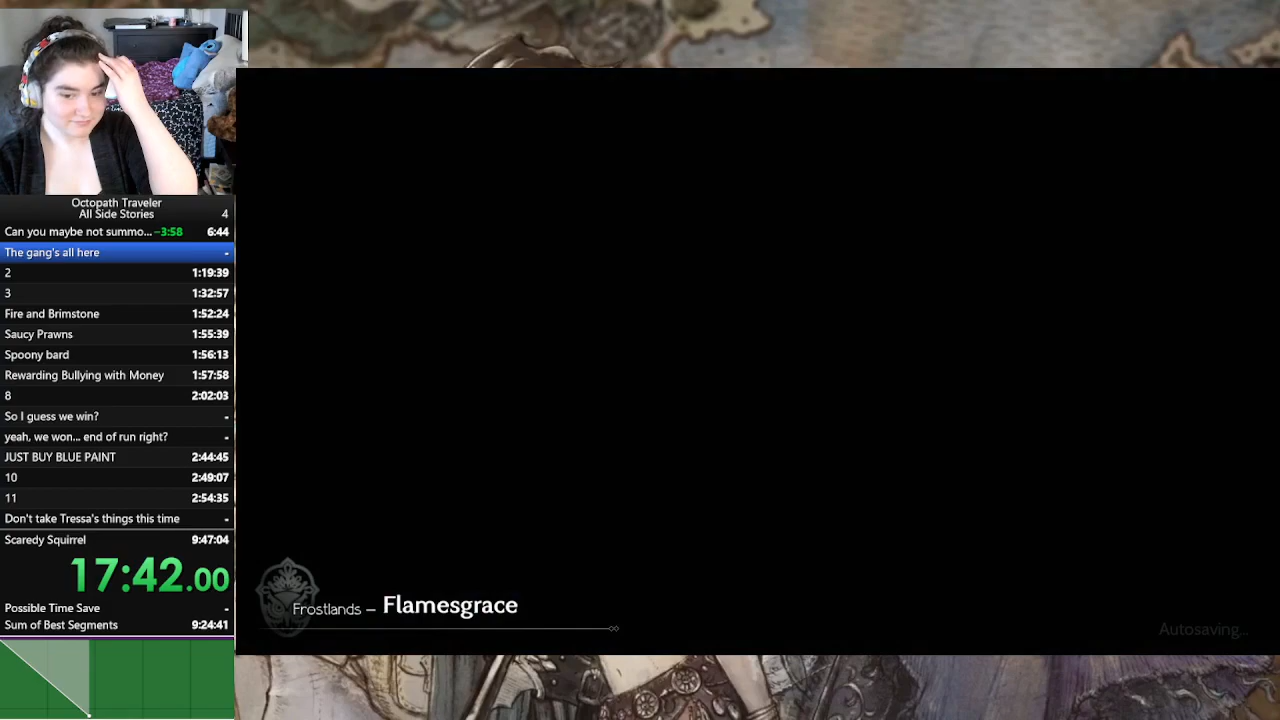 Octopath Traveler
All Side Stories 4
Can you maybe not summo... −3:58 6:44
The gang's all here -
2 1:19:39
3 1:32:57
Fire and Brimstone 1:52:24
Saucy Prawns 1:55:39
Spoony bard 1:56:13
Rewarding Bullying with Money 1:57:58
8 2:02:03
So I guess we win? -
yeah, we won... end of run right? -
JUST BUY BLUE PAINT 2:44:45
10 2:49:07
11 2:54:35
Don't take Tressa's things this time -
Scaredy Squirrel 9:47:04
17:42.00
Possible Time Save -
Sum of Best Segments 9:24:41
Frostlands – Flamesgrace
Autosaving...